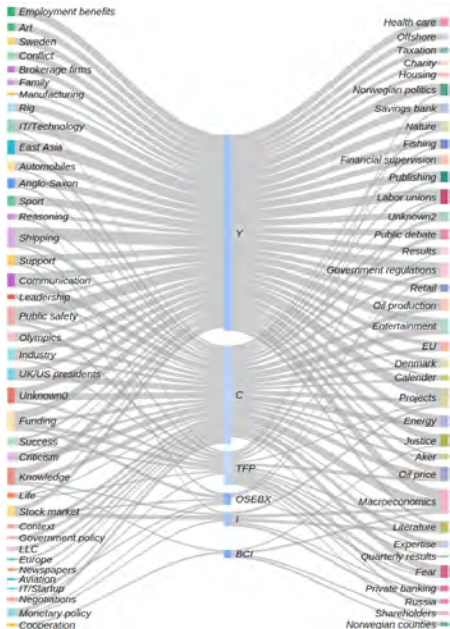 Employment benefits
Art
Sweden
Conflict
Brokerage firms
Family
Manufacturing
Rig
IT/Technology
East Asia
Automobiles
Anglo-Saxon
Sport
Reasoning
Shipping
Support
Communication
Leadership
Public safety
Olympics
Industry
UK/US presidents
Unknown0
Funding
Success
Criticism
Knowledge
Life
Stock market
Context
Government policy
LLC
Europe
Newspapers
Aviation
IT/Startup
Negotiations
Monetary policy
Cooperation
Y
C
TFP
OSEBX
I
BCI
Health care
Offshore
Taxation
Charity
Housing
Norwegian politics
Savings bank
Nature
Fishing
Financial supervision
Publishing
Labor unions
Unknown2
Public debate
Results
Government regulations
Retail
Oil production
Entertainment
EU
Denmark
Calender
Projects
Energy
Justice
Aker
Oil price
Macroeconomics
Literature
Expertise
Quarterly results
Fear
Private banking
Russia
Shareholders
Norwegian counties